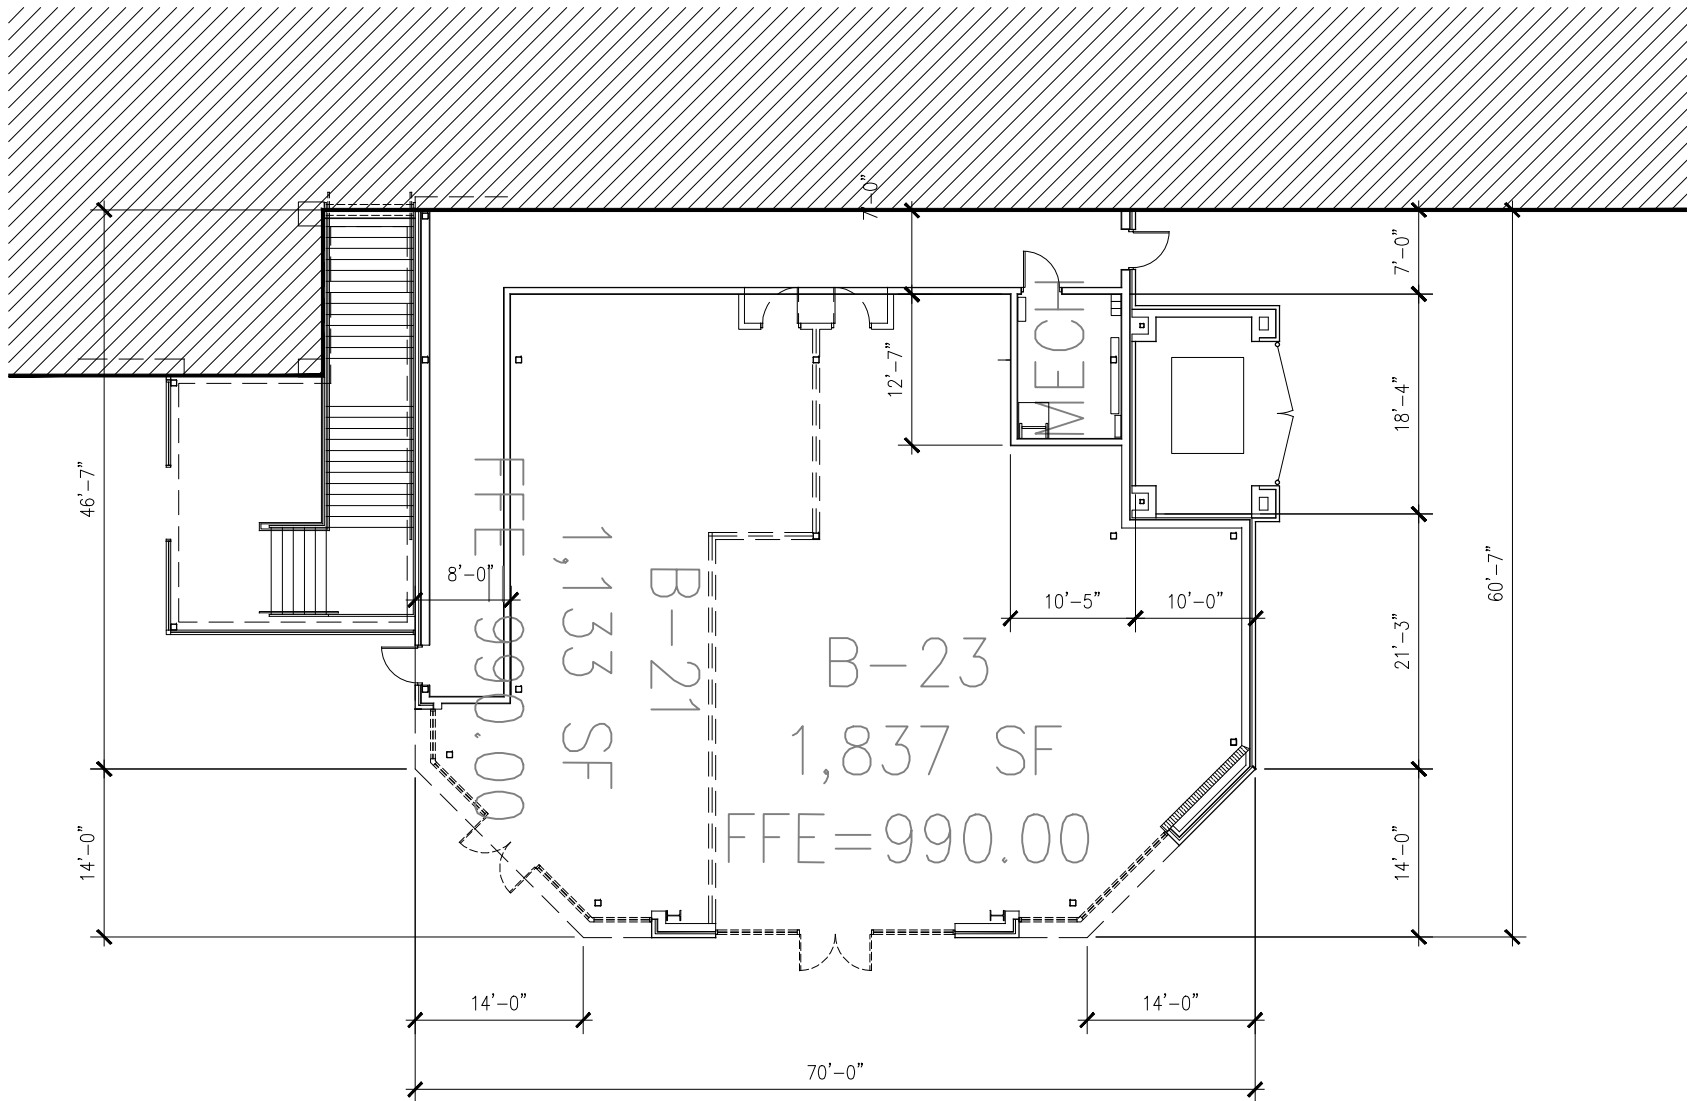 7'-0"
7'-0"
12'-7"
MECH
18'-4"
46'-7"
8'-0"
10'-5"
10'-0"
60'-7"
21'-3"
B-21
1,133 SF
FFE=990.00
B-23
1,837 SF
FFE=990.00
14'-0"
14'-0"
14'-0"
14'-0"
70'-0"